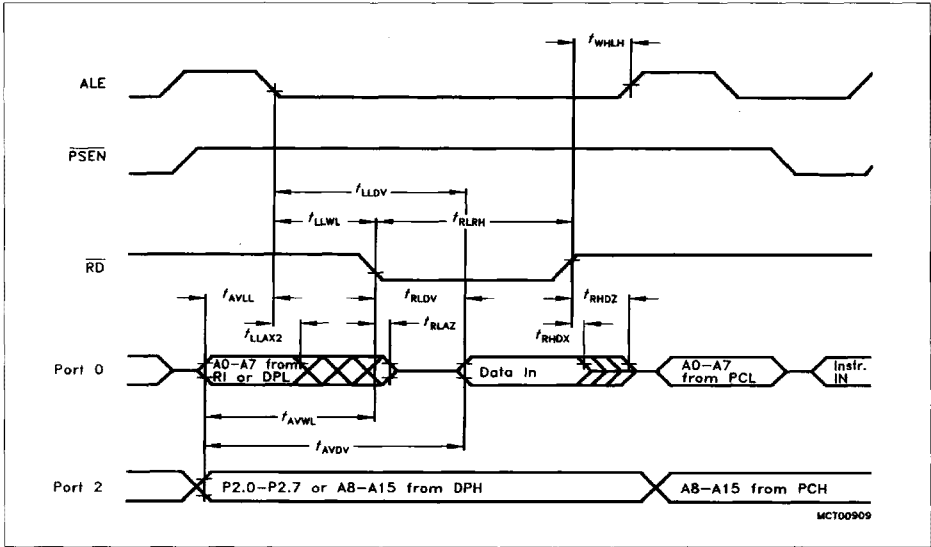 tWHLH
ALE
PSEN
tLLDV
tLLWL
tRLRH
RD
tAVLL
tRLDV
tRHDZ
tLLAX2
tRLAZ
tRHDX
Port 0
A0-A7 from
RI or DPL
Data In
A0-A7
from PCL
Instr.
IN
tAVWL
tAVDV
Port 2
P2.0-P2.7 or A8-A15 from DPH
A8-A15 from PCH
MCT00909